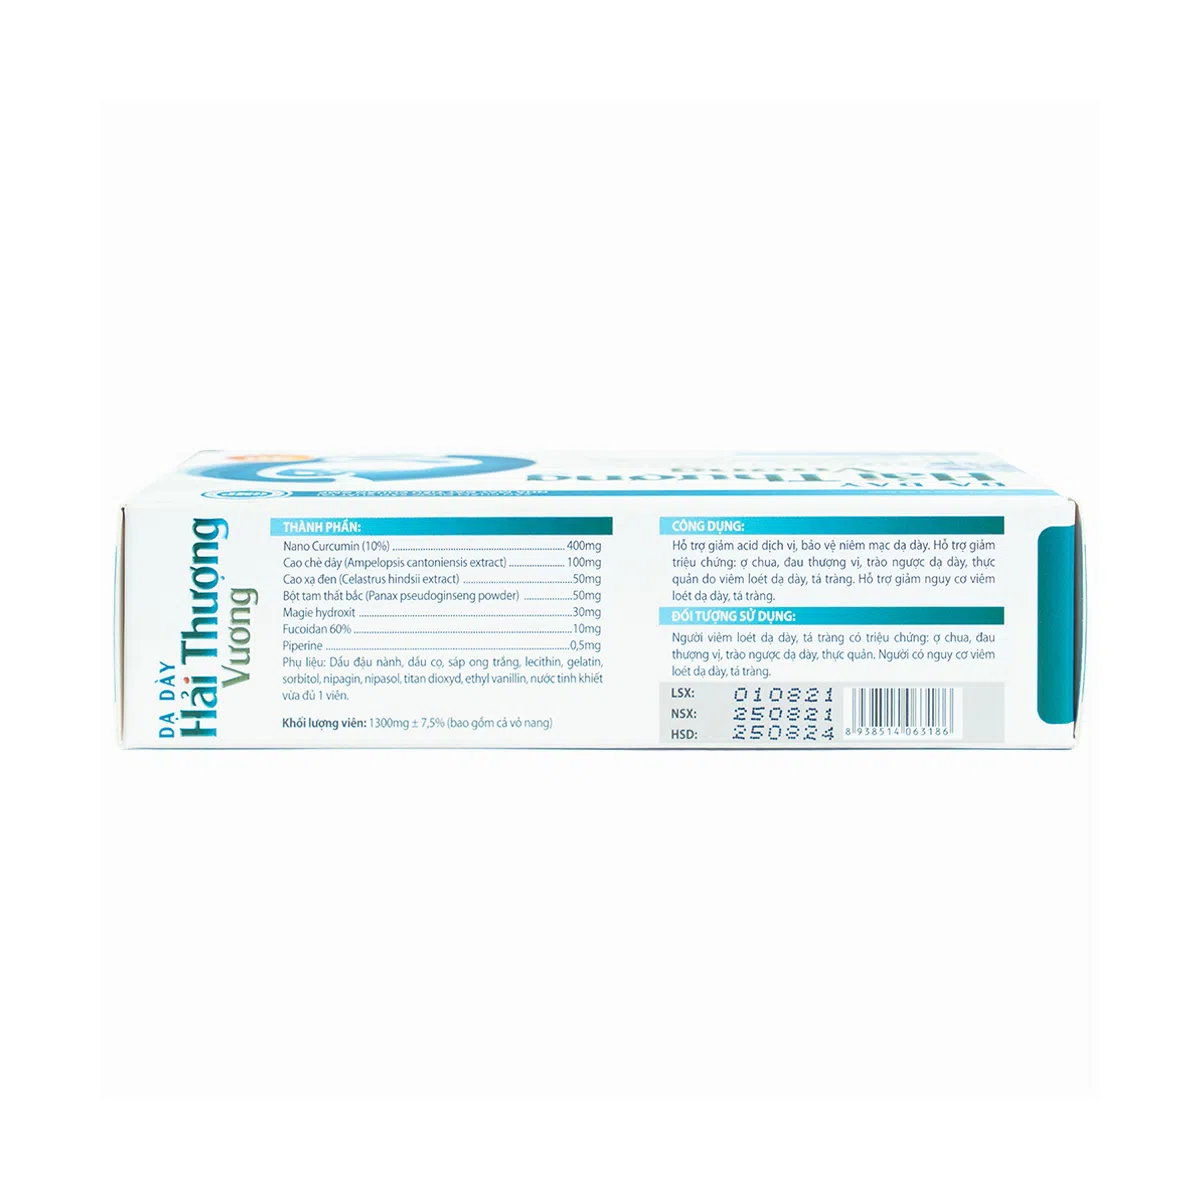 DẠ DÀY
Hải Thượng
Vương
THÀNH PHẦN:
Nano Curcumin (10%) 400mg
Cao chè dây (Ampelopsis cantoniensis extract) 100mg
Cao xạ đen (Celastrus hindsii extract) 50mg
Bột tam thất bắc (Panax pseudoginseng powder) 50mg
Magie hydroxit 30mg
Fucoidan 60% 10mg
Piperine 0,5mg
Phụ liệu: Dầu đậu nành, dầu cọ, sáp ong trắng, lecithin, gelatin,
sorbitol, nipagin, nipasol, titan dioxyd, ethyl vanillin, nước tinh khiết
vừa đủ 1 viên.
Khối lượng viên: 1300mg ± 7,5% (bao gồm cả vỏ nang)
CÔNG DỤNG:
Hỗ trợ giảm acid dịch vị, bảo vệ niêm mạc dạ dày. Hỗ trợ giảm
triệu chứng: ợ chua, đau thượng vị, trào ngược dạ dày, thực
quản do viêm loét dạ dày, tá tràng. Hỗ trợ giảm nguy cơ viêm
loét dạ dày, tá tràng.
ĐỐI TƯỢNG SỬ DỤNG:
Người viêm loét dạ dày, tá tràng có triệu chứng: ợ chua, đau
thượng vị, trào ngược dạ dày, thực quản. Người có nguy cơ viêm
loét dạ dày, tá tràng.
LSX: 010821
NSX: 250821
HSD: 250824
8 938514 063186
DẠ DÀY
Hải Thượng
Vương